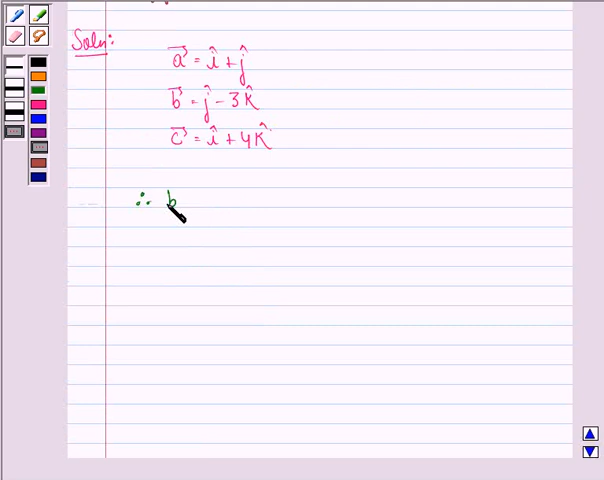 Soln:
a⃗ = î + ĵ
b⃗ = ĵ - 3k̂
c⃗ = î + 4k̂
∴ b